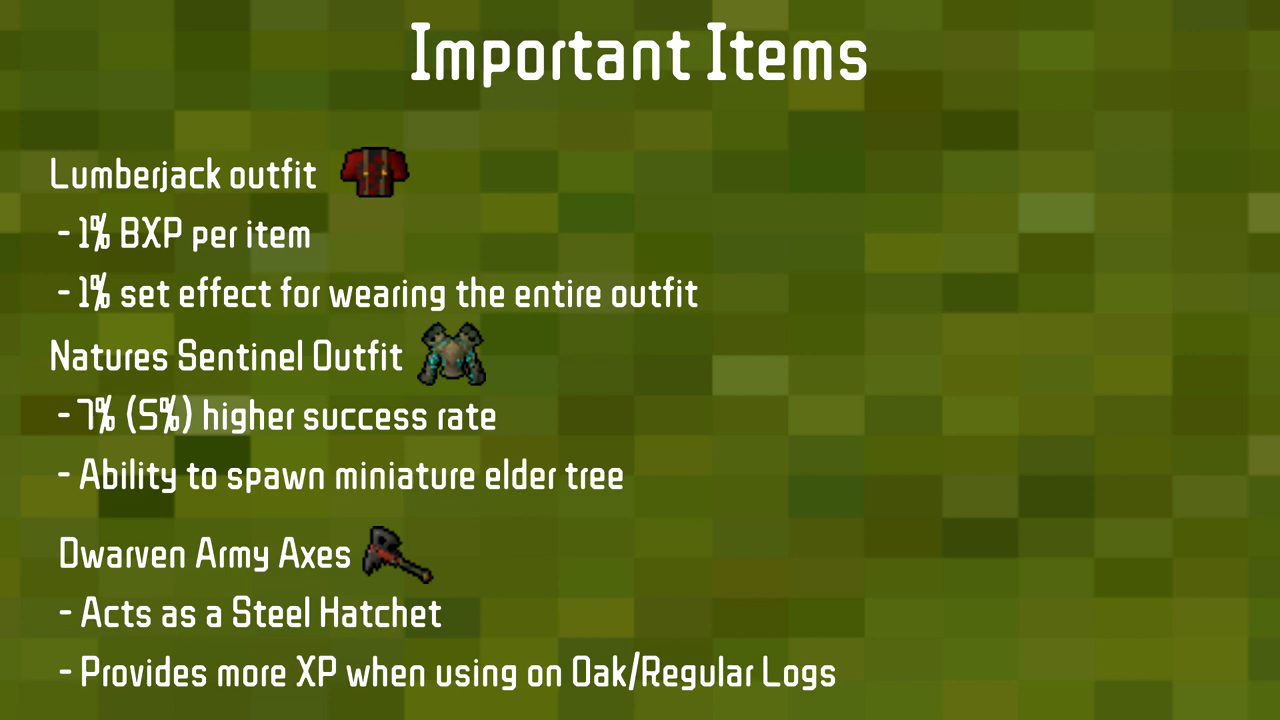 Important Items
Lumberjack outfit
- 1% BXP per item
- 1% set effect for wearing the entire outfit
Natures Sentinel Outfit
- 7% (5%) higher success rate
- Ability to spawn miniature elder tree
Dwarven Army Axes
- Acts as a Steel Hatchet
- Provides more XP when using on Oak/Regular Logs